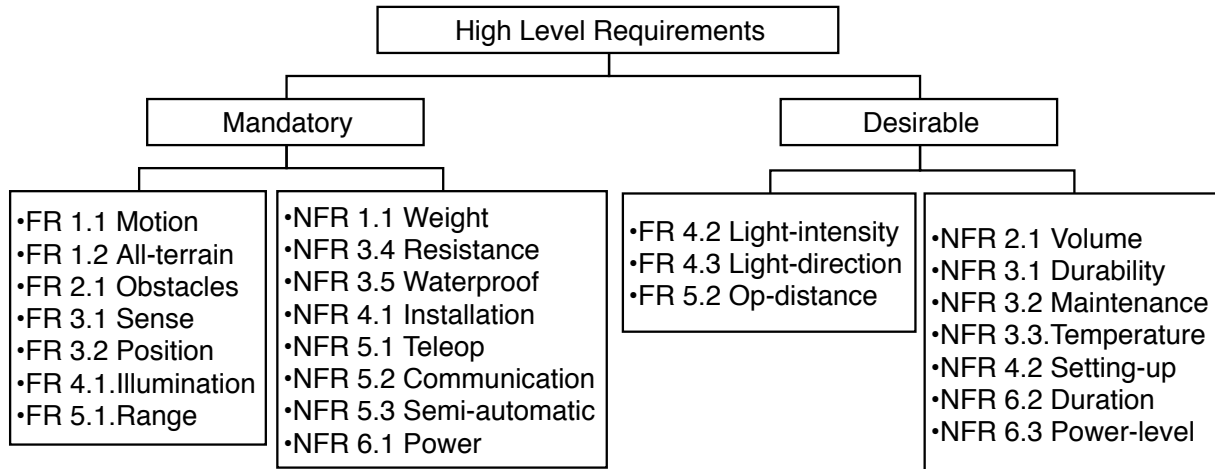 High Level Requirements
Mandatory
Desirable
•FR 1.1 Motion
•FR 1.2 All-terrain
•FR 2.1 Obstacles
•FR 3.1 Sense
•FR 3.2 Position
•FR 4.1.Illumination
•FR 5.1.Range
•NFR 1.1 Weight
•NFR 3.4 Resistance
•NFR 3.5 Waterproof
•NFR 4.1 Installation
•NFR 5.1 Teleop
•NFR 5.2 Communication
•NFR 5.3 Semi-automatic
•NFR 6.1 Power
•FR 4.2 Light-intensity
•FR 4.3 Light-direction
•FR 5.2 Op-distance
•NFR 2.1 Volume
•NFR 3.1 Durability
•NFR 3.2 Maintenance
•NFR 3.3.Temperature
•NFR 4.2 Setting-up
•NFR 6.2 Duration
•NFR 6.3 Power-level